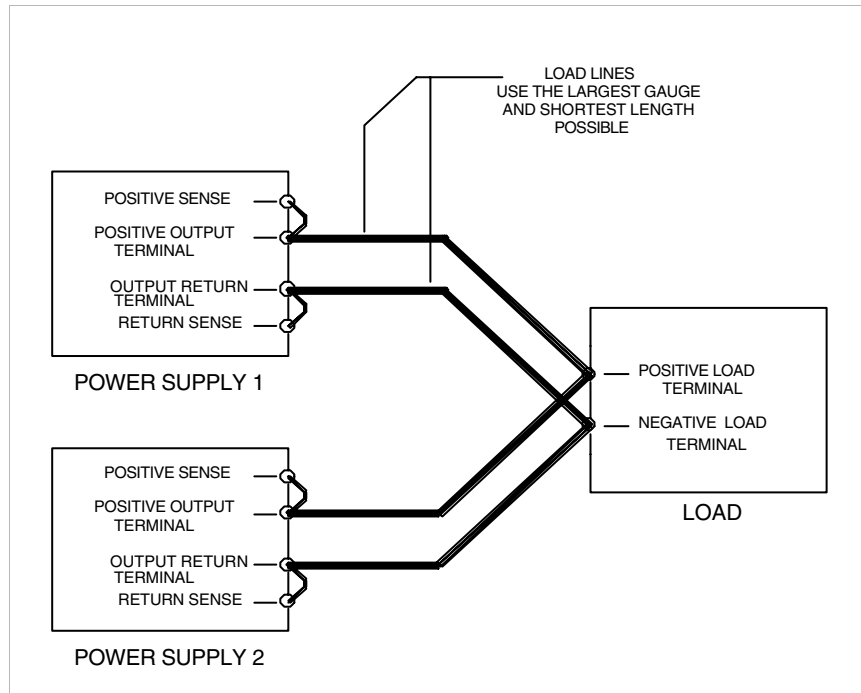 LOAD LINES
USE THE LARGEST GAUGE
AND SHORTEST LENGTH
POSSIBLE
POSITIVE SENSE
POSITIVE OUTPUT
TERMINAL
OUTPUT RETURN
TERMINAL
RETURN SENSE
POWER SUPPLY 1
POSITIVE LOAD
TERMINAL
NEGATIVE LOAD
TERMINAL
LOAD
POSITIVE SENSE
POSITIVE OUTPUT
TERMINAL
OUTPUT RETURN
TERMINAL
RETURN SENSE
POWER SUPPLY 2